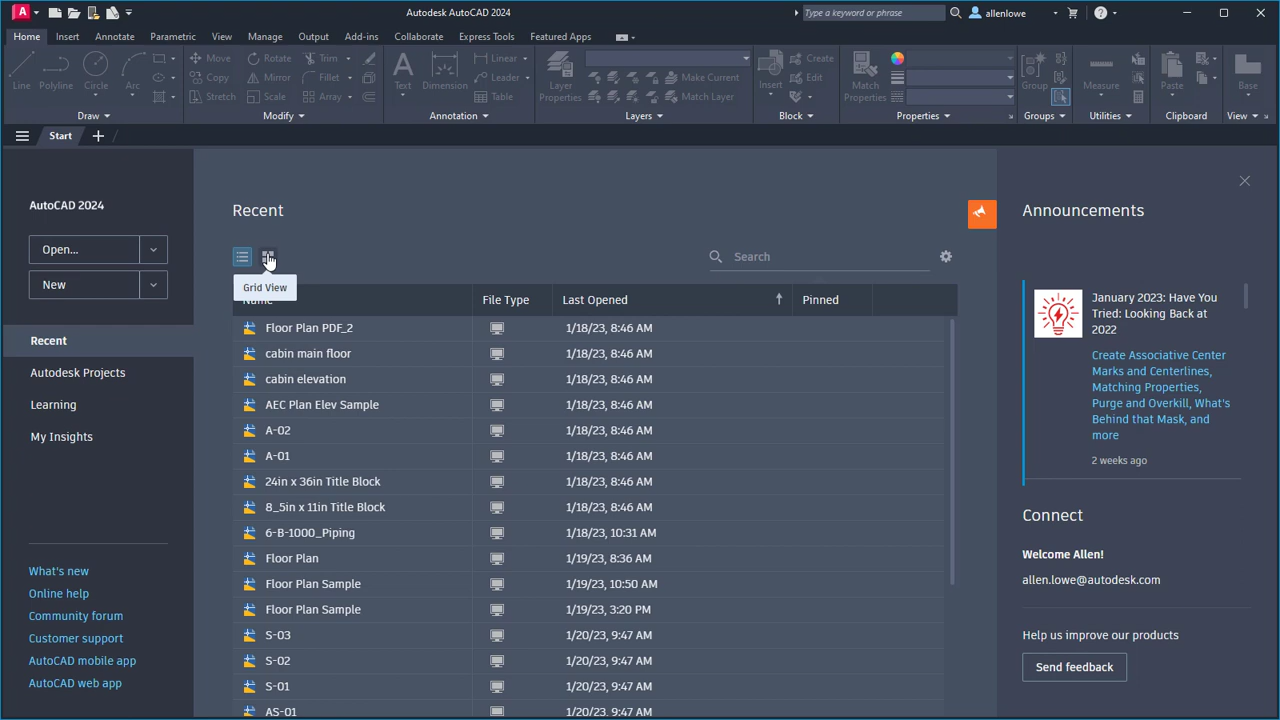 A
Autodesk AutoCAD 2024
Type a keyword or phrase
allenlowe
Home Insert Annotate Parametric View Manage Output Add-ins Collaborate Express Tools Featured Apps
Line Polyline Circle Arc
Move Rotate Trim
Copy Mirror Fillet
Stretch Scale Array
Text Dimension
Linear
Leader
Table
Layer Properties
Make Current
Match Layer
Insert
Create
Edit
Match Properties
Group
Measure
Paste
Base
Draw Modify Annotation Layers Block Properties Groups Utilities Clipboard View
Start
AutoCAD 2024
Open...
New
Recent
Autodesk Projects
Learning
My Insights
What's new
Online help
Community forum
Customer support
AutoCAD mobile app
AutoCAD web app
Recent
Search
Grid View
Name File Type Last Opened Pinned
Floor Plan PDF_2 1/18/23, 8:46 AM
cabin main floor 1/18/23, 8:46 AM
cabin elevation 1/18/23, 8:46 AM
AEC Plan Elev Sample 1/18/23, 8:46 AM
A-02 1/18/23, 8:46 AM
A-01 1/18/23, 8:46 AM
24in x 36in Title Block 1/18/23, 8:46 AM
8_5in x 11in Title Block 1/18/23, 8:46 AM
6-B-1000_Piping 1/18/23, 10:31 AM
Floor Plan 1/19/23, 8:36 AM
Floor Plan Sample 1/19/23, 10:50 AM
Floor Plan Sample 1/19/23, 3:20 PM
S-03 1/20/23, 9:47 AM
S-02 1/20/23, 9:47 AM
S-01 1/20/23, 9:47 AM
AS-01 1/20/23, 9:47 AM
Announcements
January 2023: Have You
Tried: Looking Back at
2022
Create Associative Center
Marks and Centerlines,
Matching Properties,
Purge and Overkill, What's
Behind that Mask, and
more
2 weeks ago
Connect
Welcome Allen!
allen.lowe@autodesk.com
Help us improve our products
Send feedback